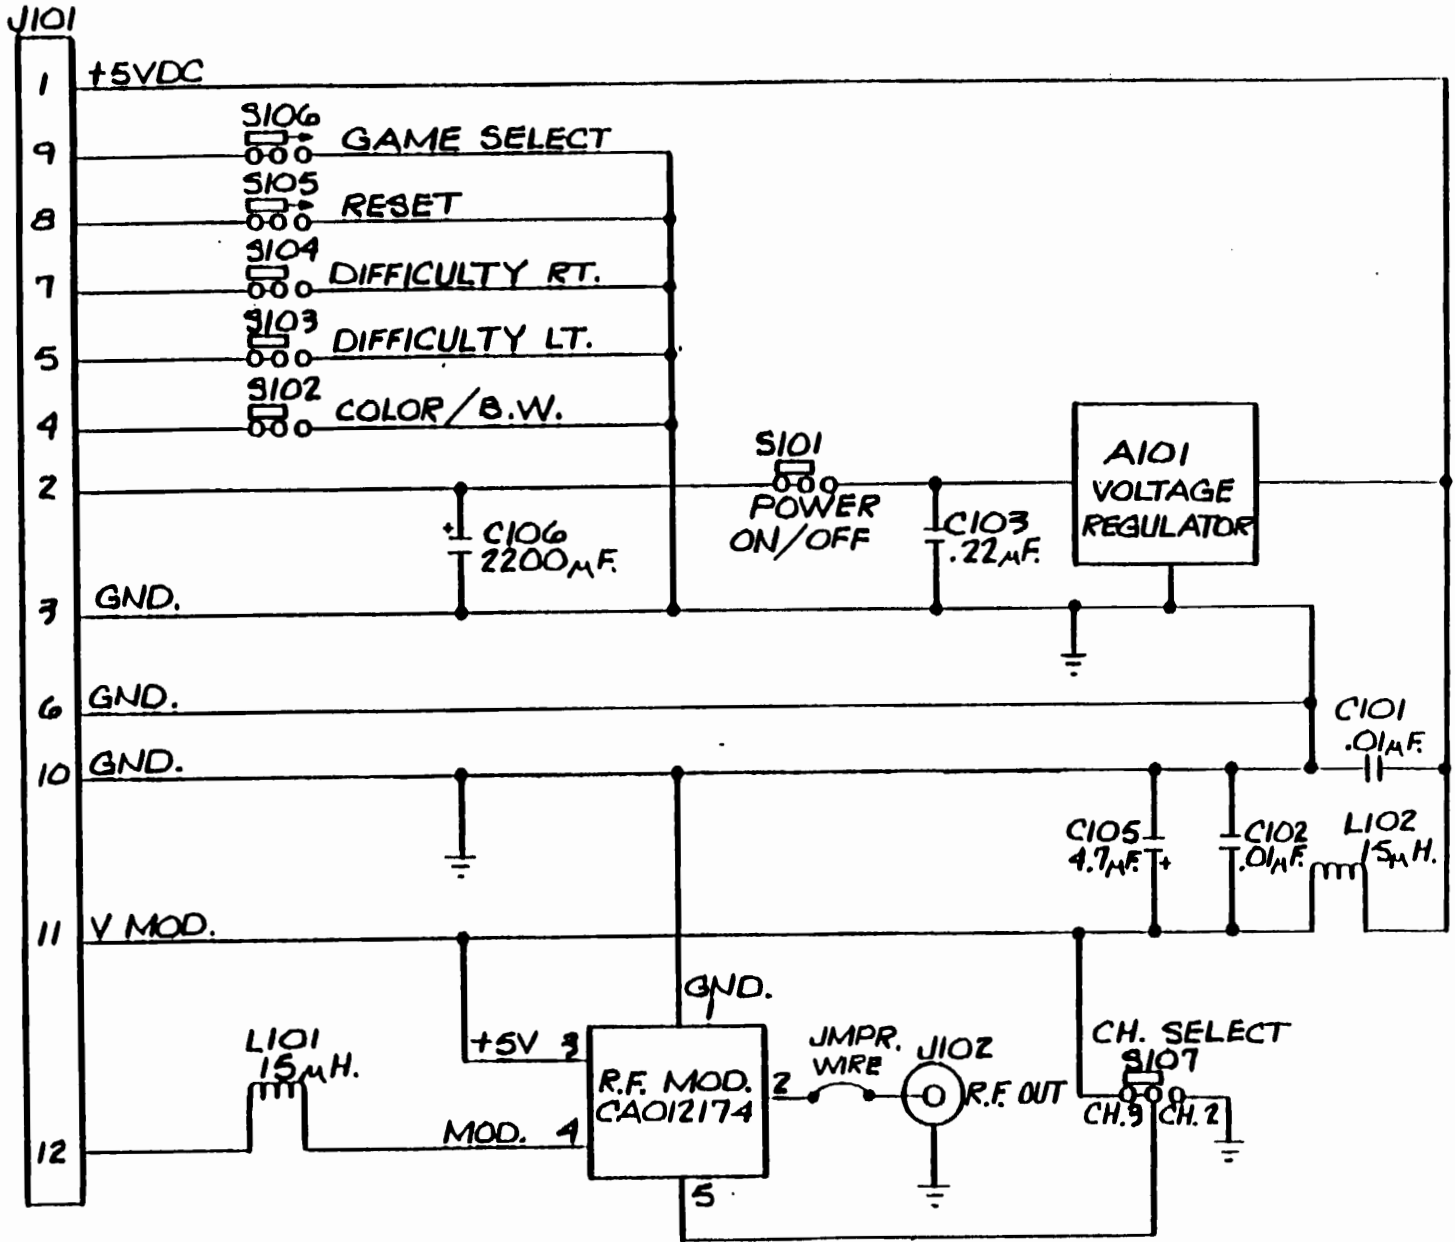 J101
1 +5VDC
S106
9 GAME SELECT
S105
8 RESET
S104
7 DIFFICULTY RT.
S103
5 DIFFICULTY LT.
S102
4 COLOR/B.W.
S101
2
POWER
ON/OFF
C106
2200µF.
C103
.22µF.
A101
VOLTAGE
REGULATOR
3 GND.
6 GND.
C101
.01µF.
10 GND.
C105
4.7µF. +
C102
.01µF.
L102
15µH.
11 V MOD.
GND.
1
+5V 3
L101
15µH.
R.F. MOD.
CA012174
2
JMPR.
WIRE
J102
R.F. OUT
CH. SELECT
S107
CH.3 CH.2
12 MOD. 4
5